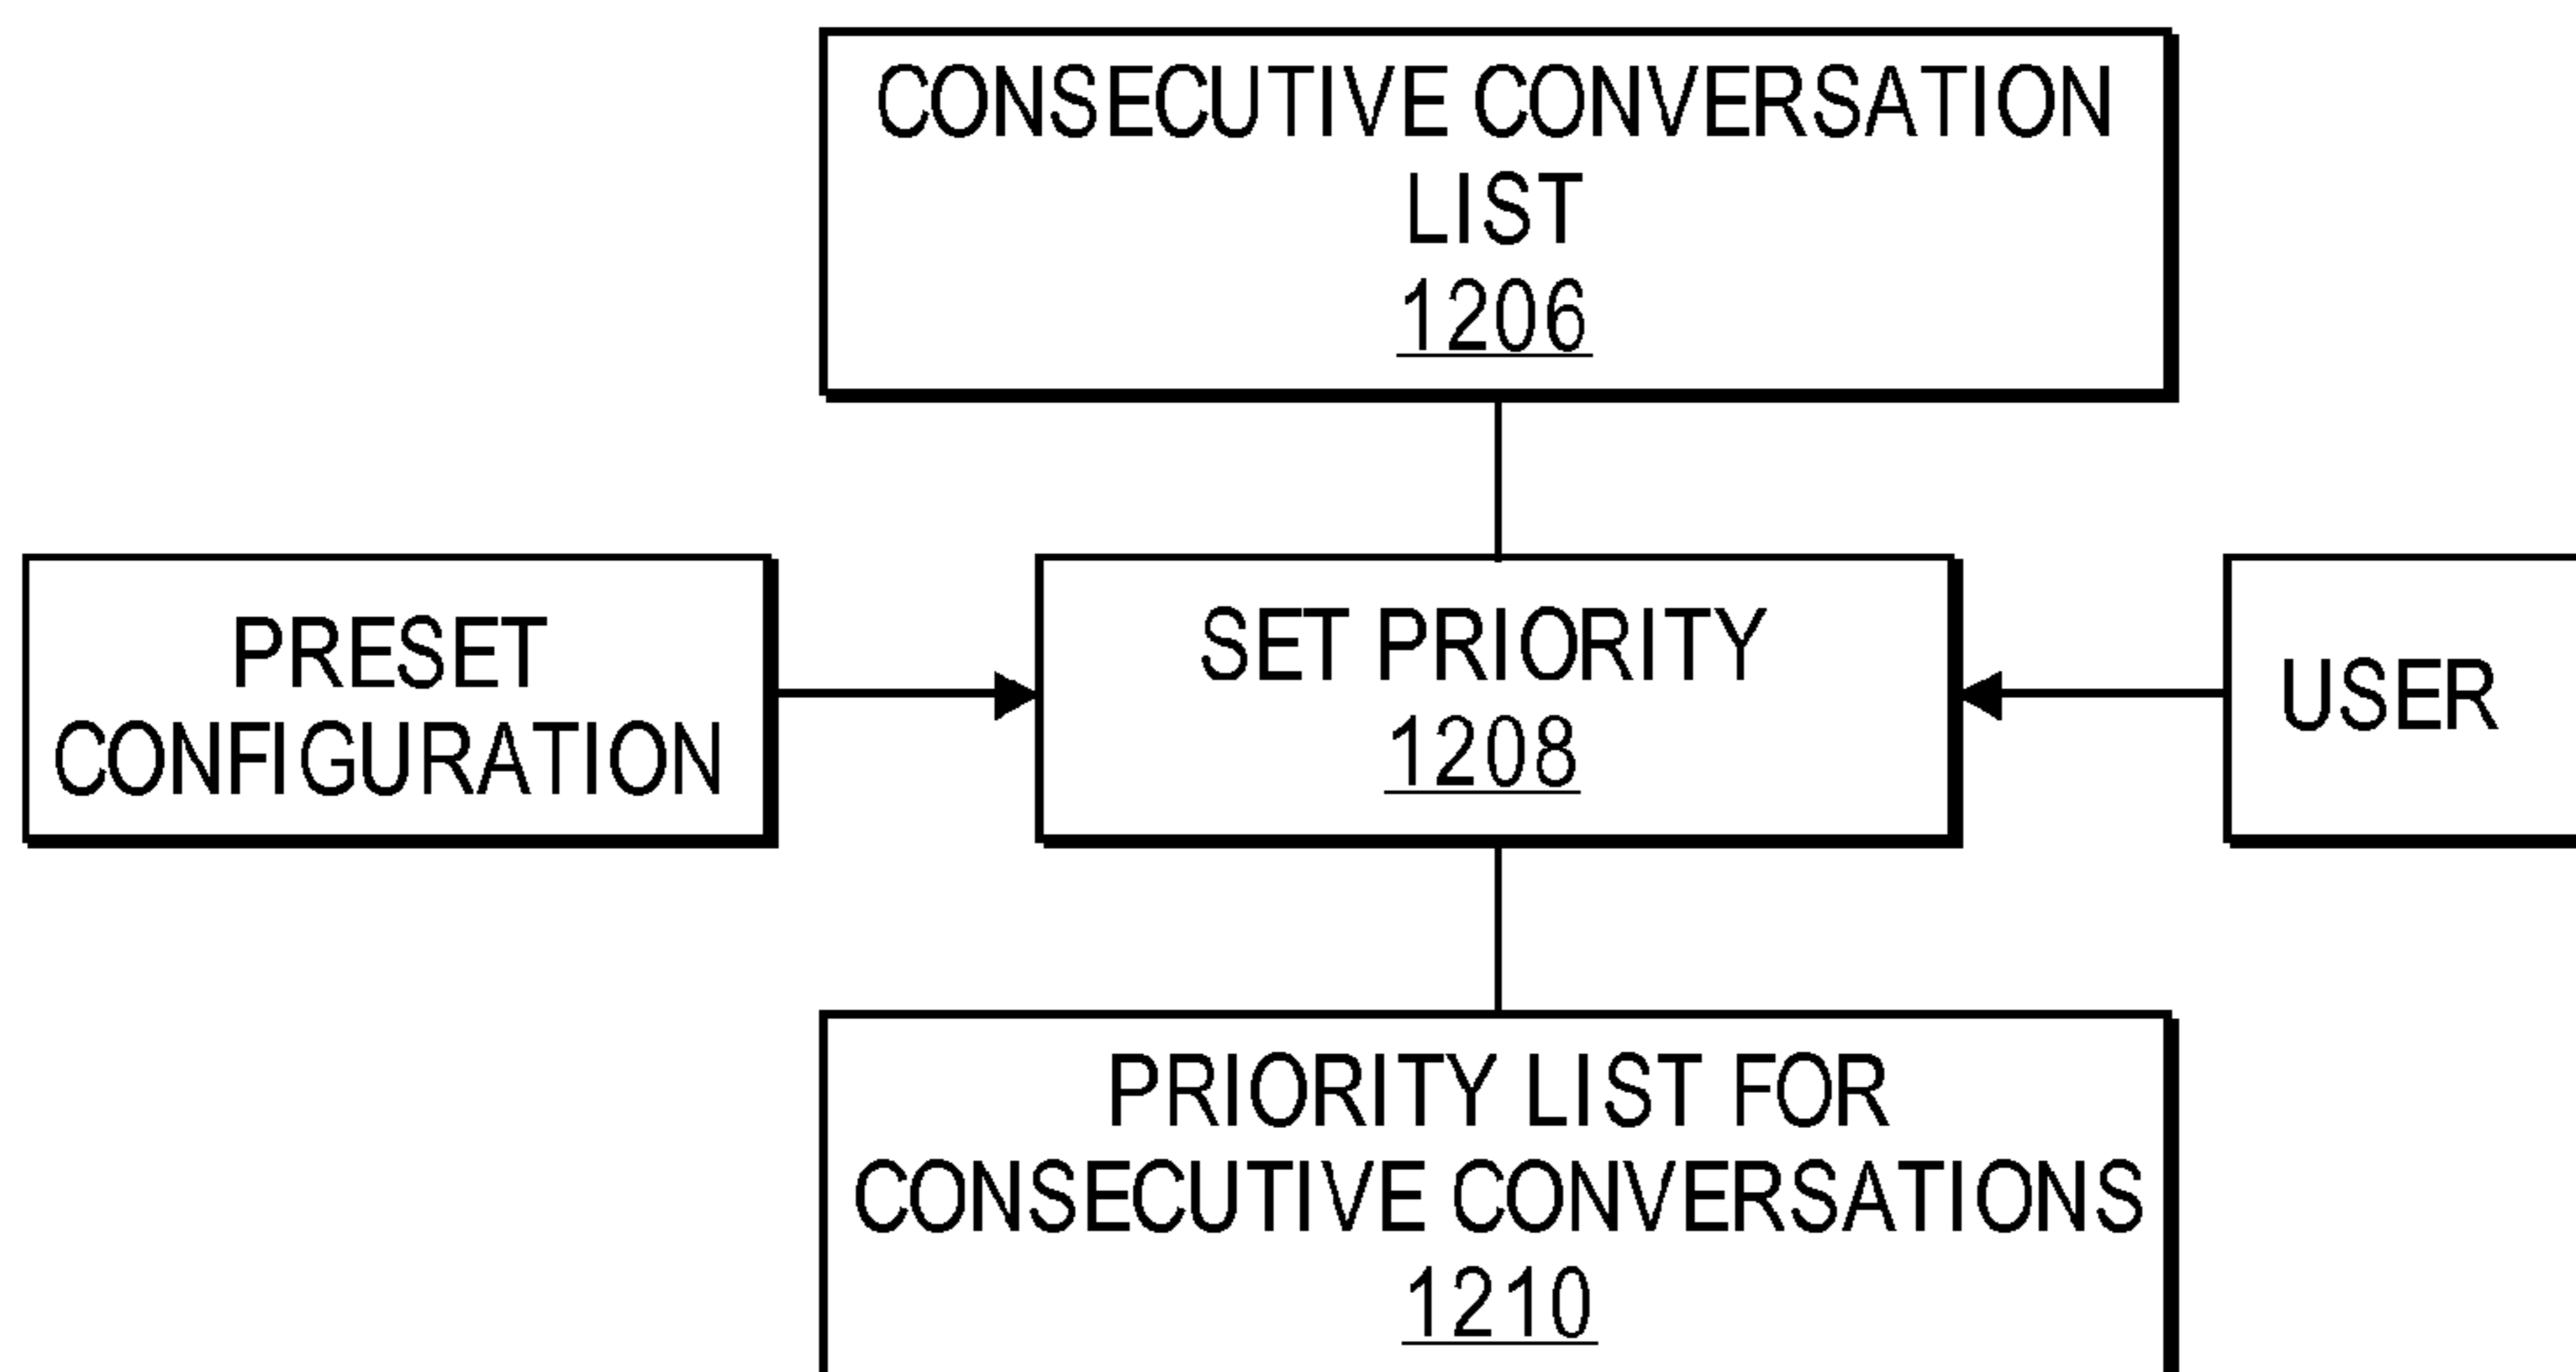 CONSECUTIVE CONVERSATION
LIST
1206
PRESET
CONFIGURATION
SET PRIORITY
1208
USER
PRIORITY LIST FOR
CONSECUTIVE CONVERSATIONS
1210